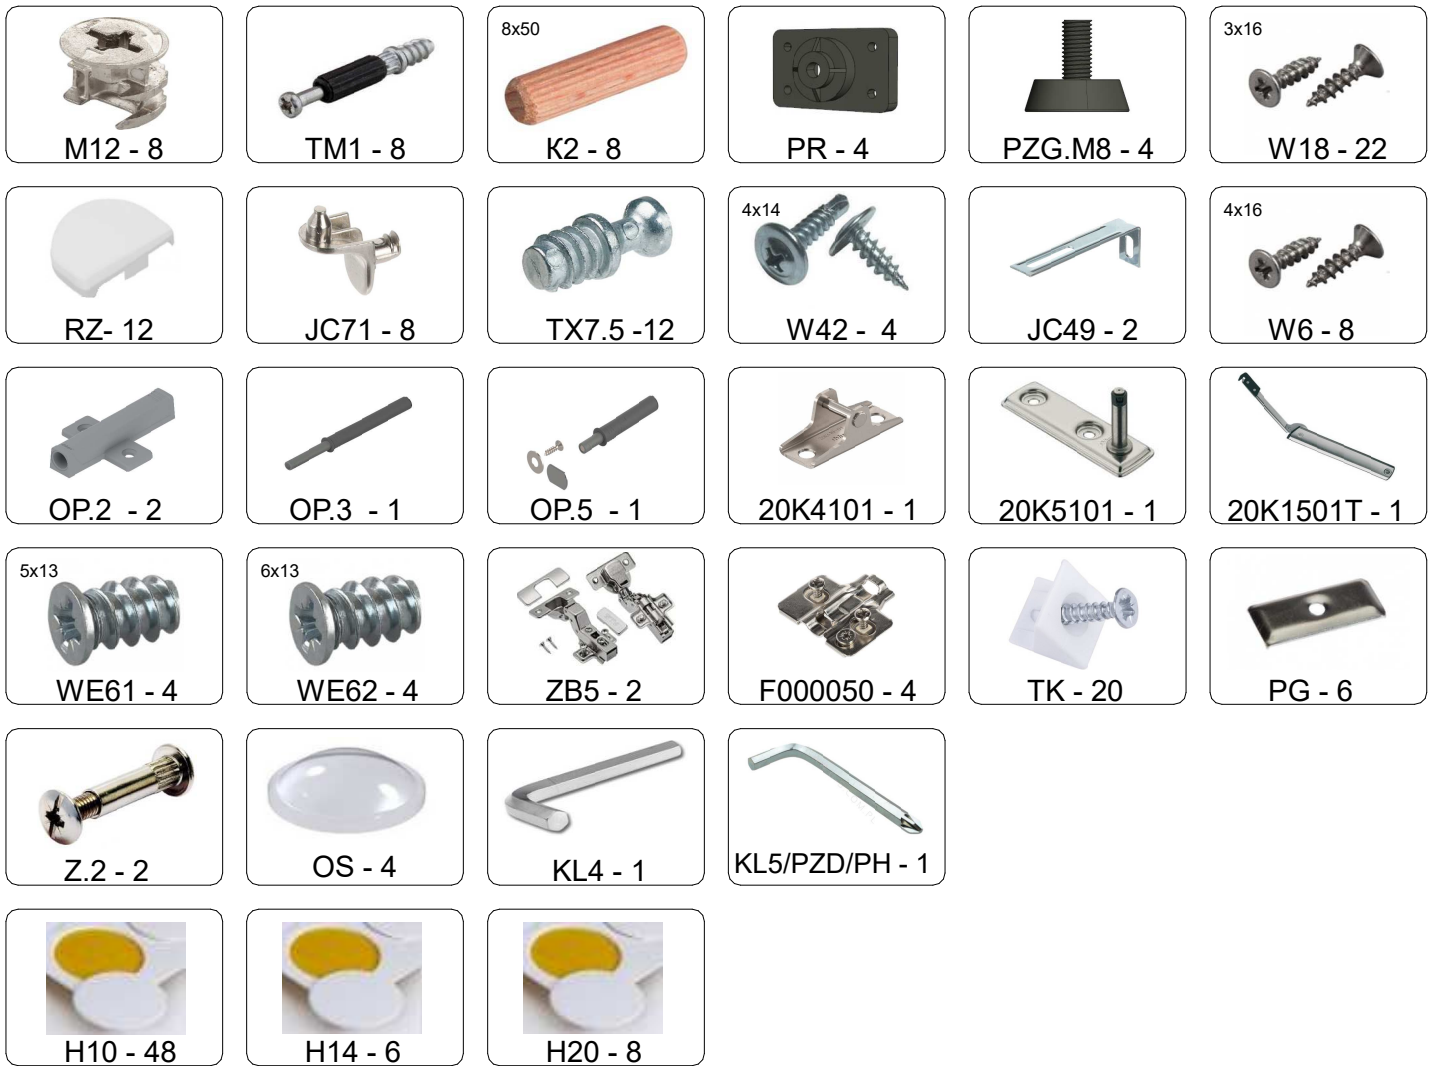 M12 - 8
TM1 - 8
8x50
K2 - 8
PR - 4
PZG.M8 - 4
3x16
W18 - 22
RZ- 12
JC71 - 8
TX7.5 -12
4x14
W42 - 4
JC49 - 2
4x16
W6 - 8
OP.2 - 2
OP.3 - 1
OP.5 - 1
20K4101 - 1
20K5101 - 1
20K1501T - 1
5x13
WE61 - 4
6x13
WE62 - 4
ZB5 - 2
F000050 - 4
TK - 20
PG - 6
Z.2 - 2
OS - 4
KL4 - 1
KL5/PZD/PH - 1
H10 - 48
H14 - 6
H20 - 8